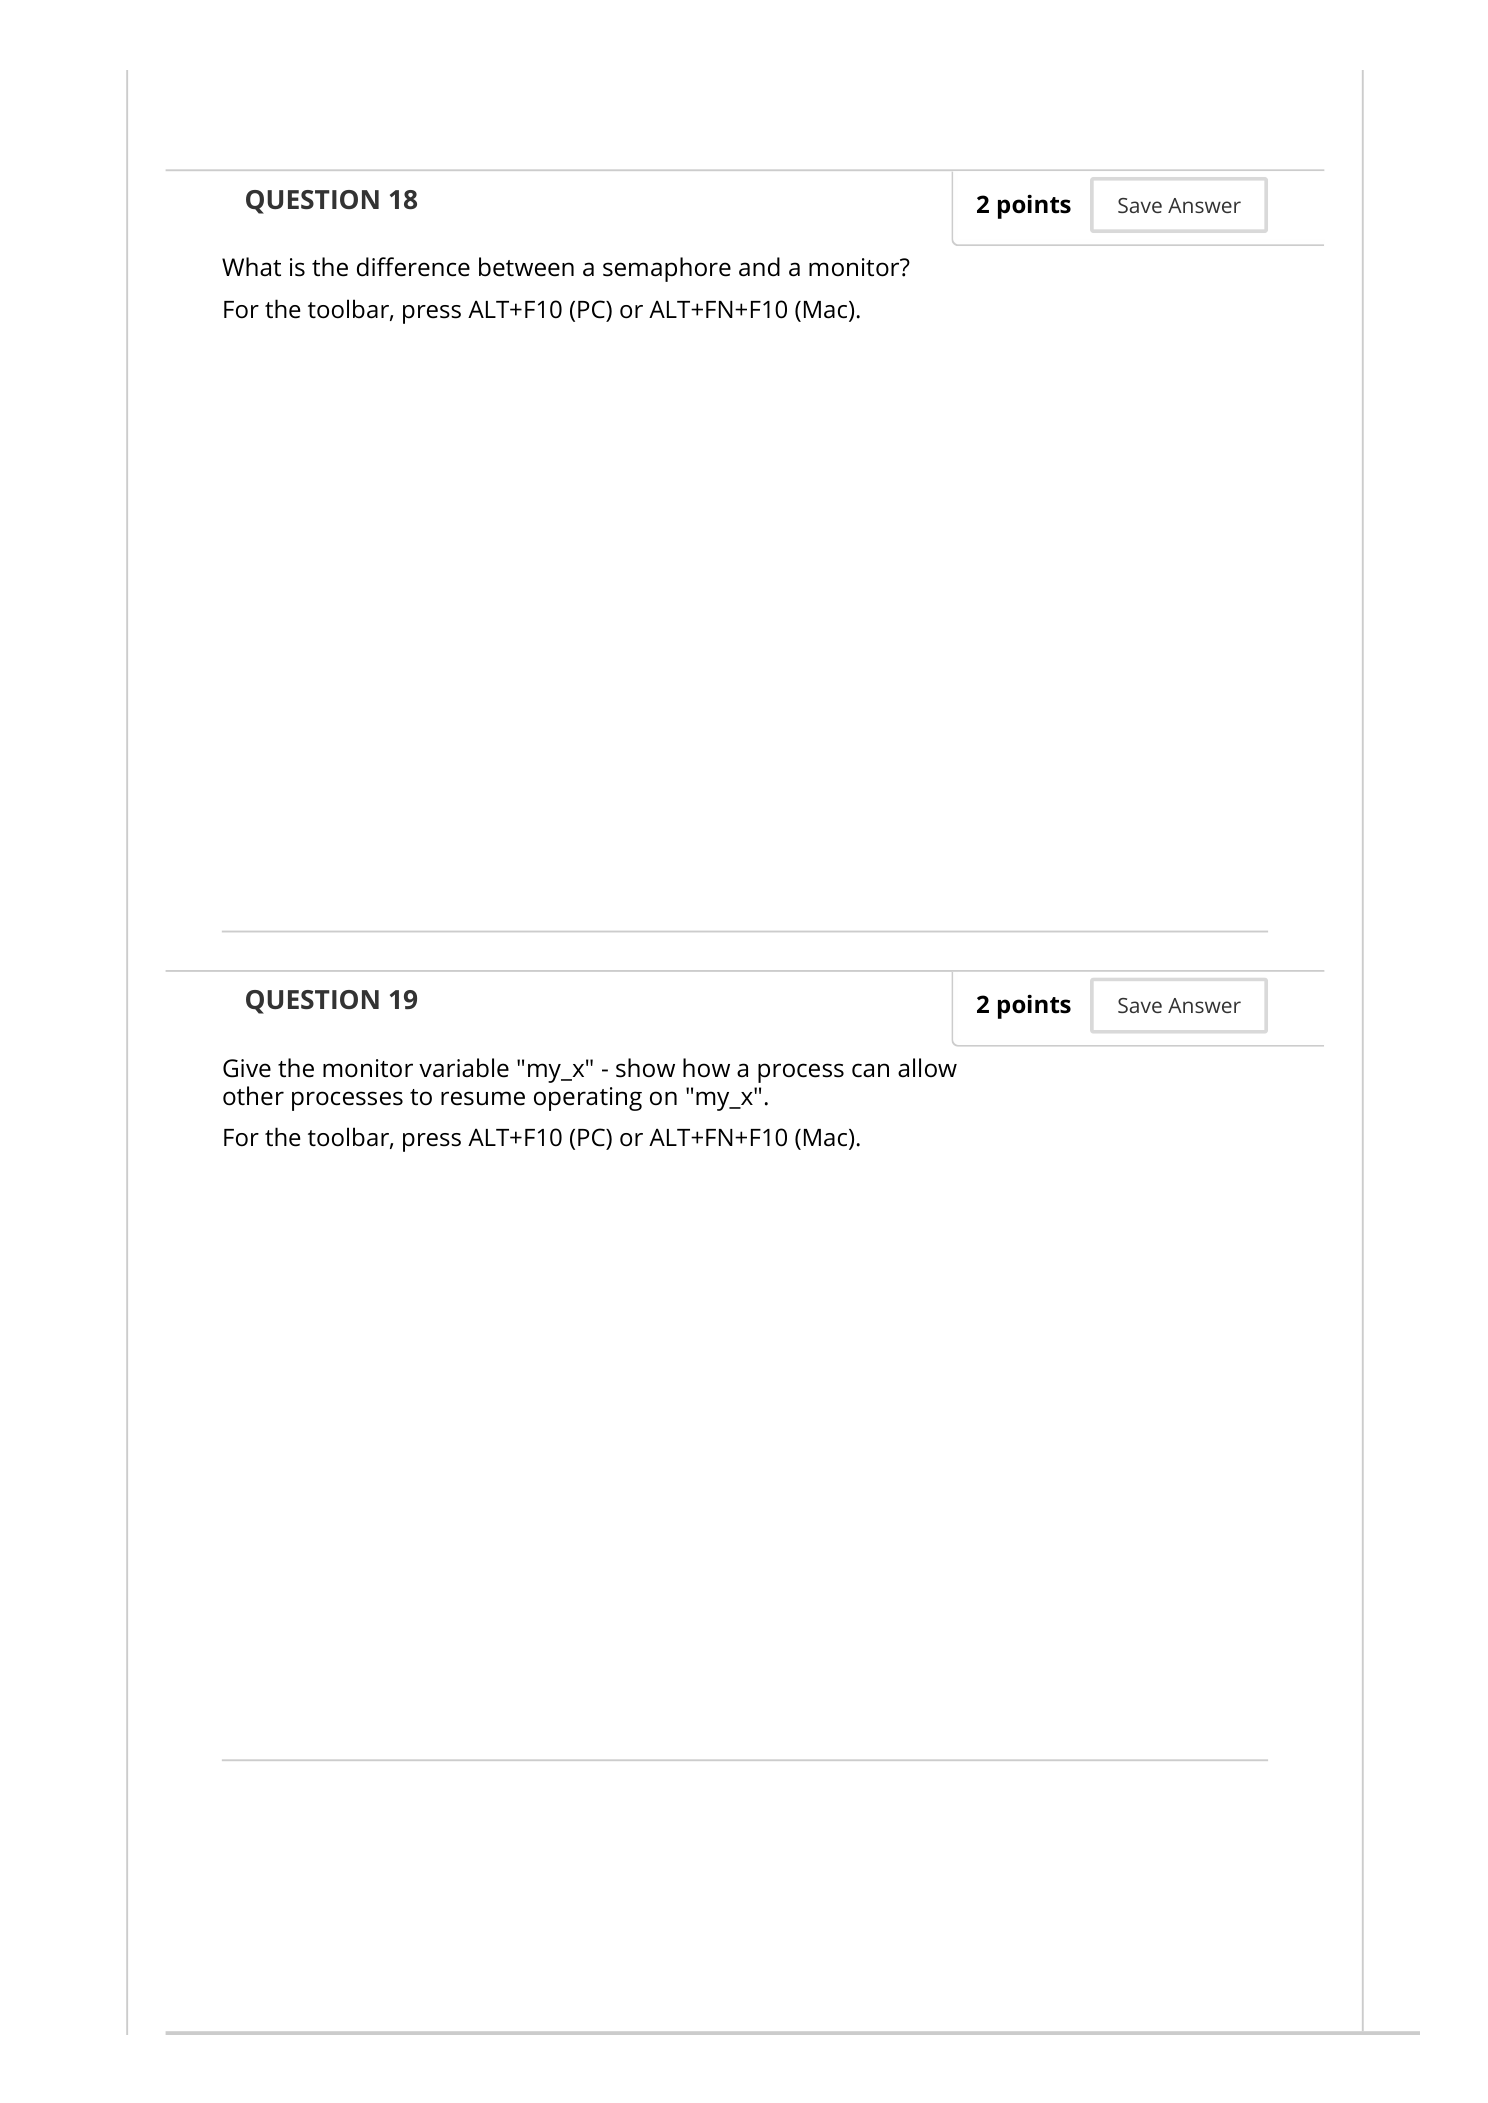 QUESTION 18
2 points
Save Answer
What is the difference between a semaphore and a monitor?
For the toolbar, press ALT+F10 (PC) or ALT+FN+F10 (Mac).
QUESTION 19
2 points
Save Answer
Give the monitor variable "my_x" - show how a process can allow
other processes to resume operating on "my_x".
For the toolbar, press ALT+F10 (PC) or ALT+FN+F10 (Mac).